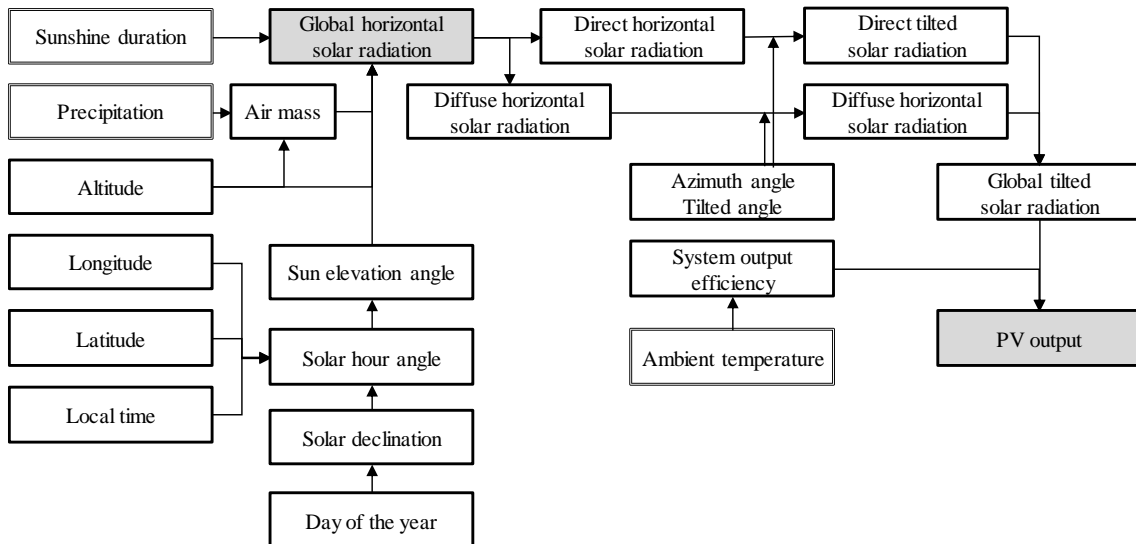 Sunshine duration
Global horizontal
solar radiation
Direct horizontal
solar radiation
Direct tilted
solar radiation
Precipitation
Air mass
Diffuse horizontal
solar radiation
Diffuse horizontal
solar radiation
Altitude
Azimuth angle
Tilted angle
Global tilted
solar radiation
Longitude
Sun elevation angle
System output
efficiency
Latitude
Solar hour angle
Ambient temperature
PV output
Local time
Solar declination
Day of the year